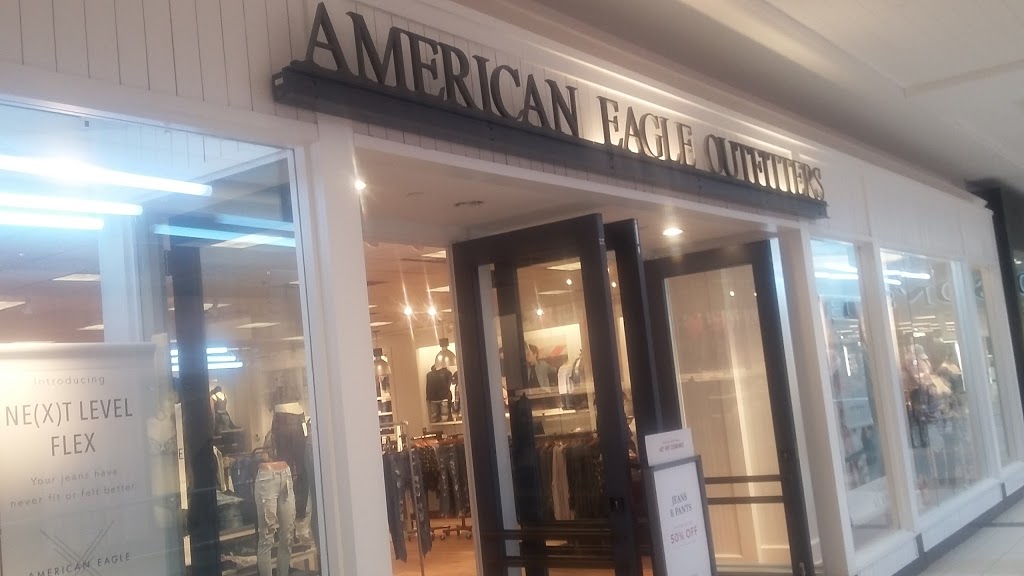 AMERICAN EAGLE OUTFITTERS
Introducing
NE(X)T LEVEL
FLEX
Your jeans have
never fit or felt better
AMERICAN EAGLE
JEANS
& PANTS
50% OFF